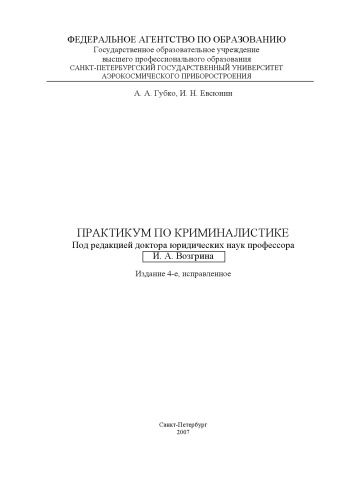 ФЕДЕРАЛЬНОЕ АГЕНТСТВО ПО ОБРАЗОВАНИЮ
Государственное образовательное учреждение
высшего профессионального образования
САНКТ-ПЕТЕРБУРГСКИЙ ГОСУДАРСТВЕННЫЙ УНИВЕРСИТЕТ
АЭРОКОСМИЧЕСКОГО ПРИБОРОСТРОЕНИЯ
А. А. Губко, И. Н. Евсюнин
ПРАКТИКУМ ПО КРИМИНАЛИСТИКЕ
Под редакцией доктора юридических наук профессора
И. А. Возгрина
Издание 4-е, исправленное
Санкт-Петербург
2007